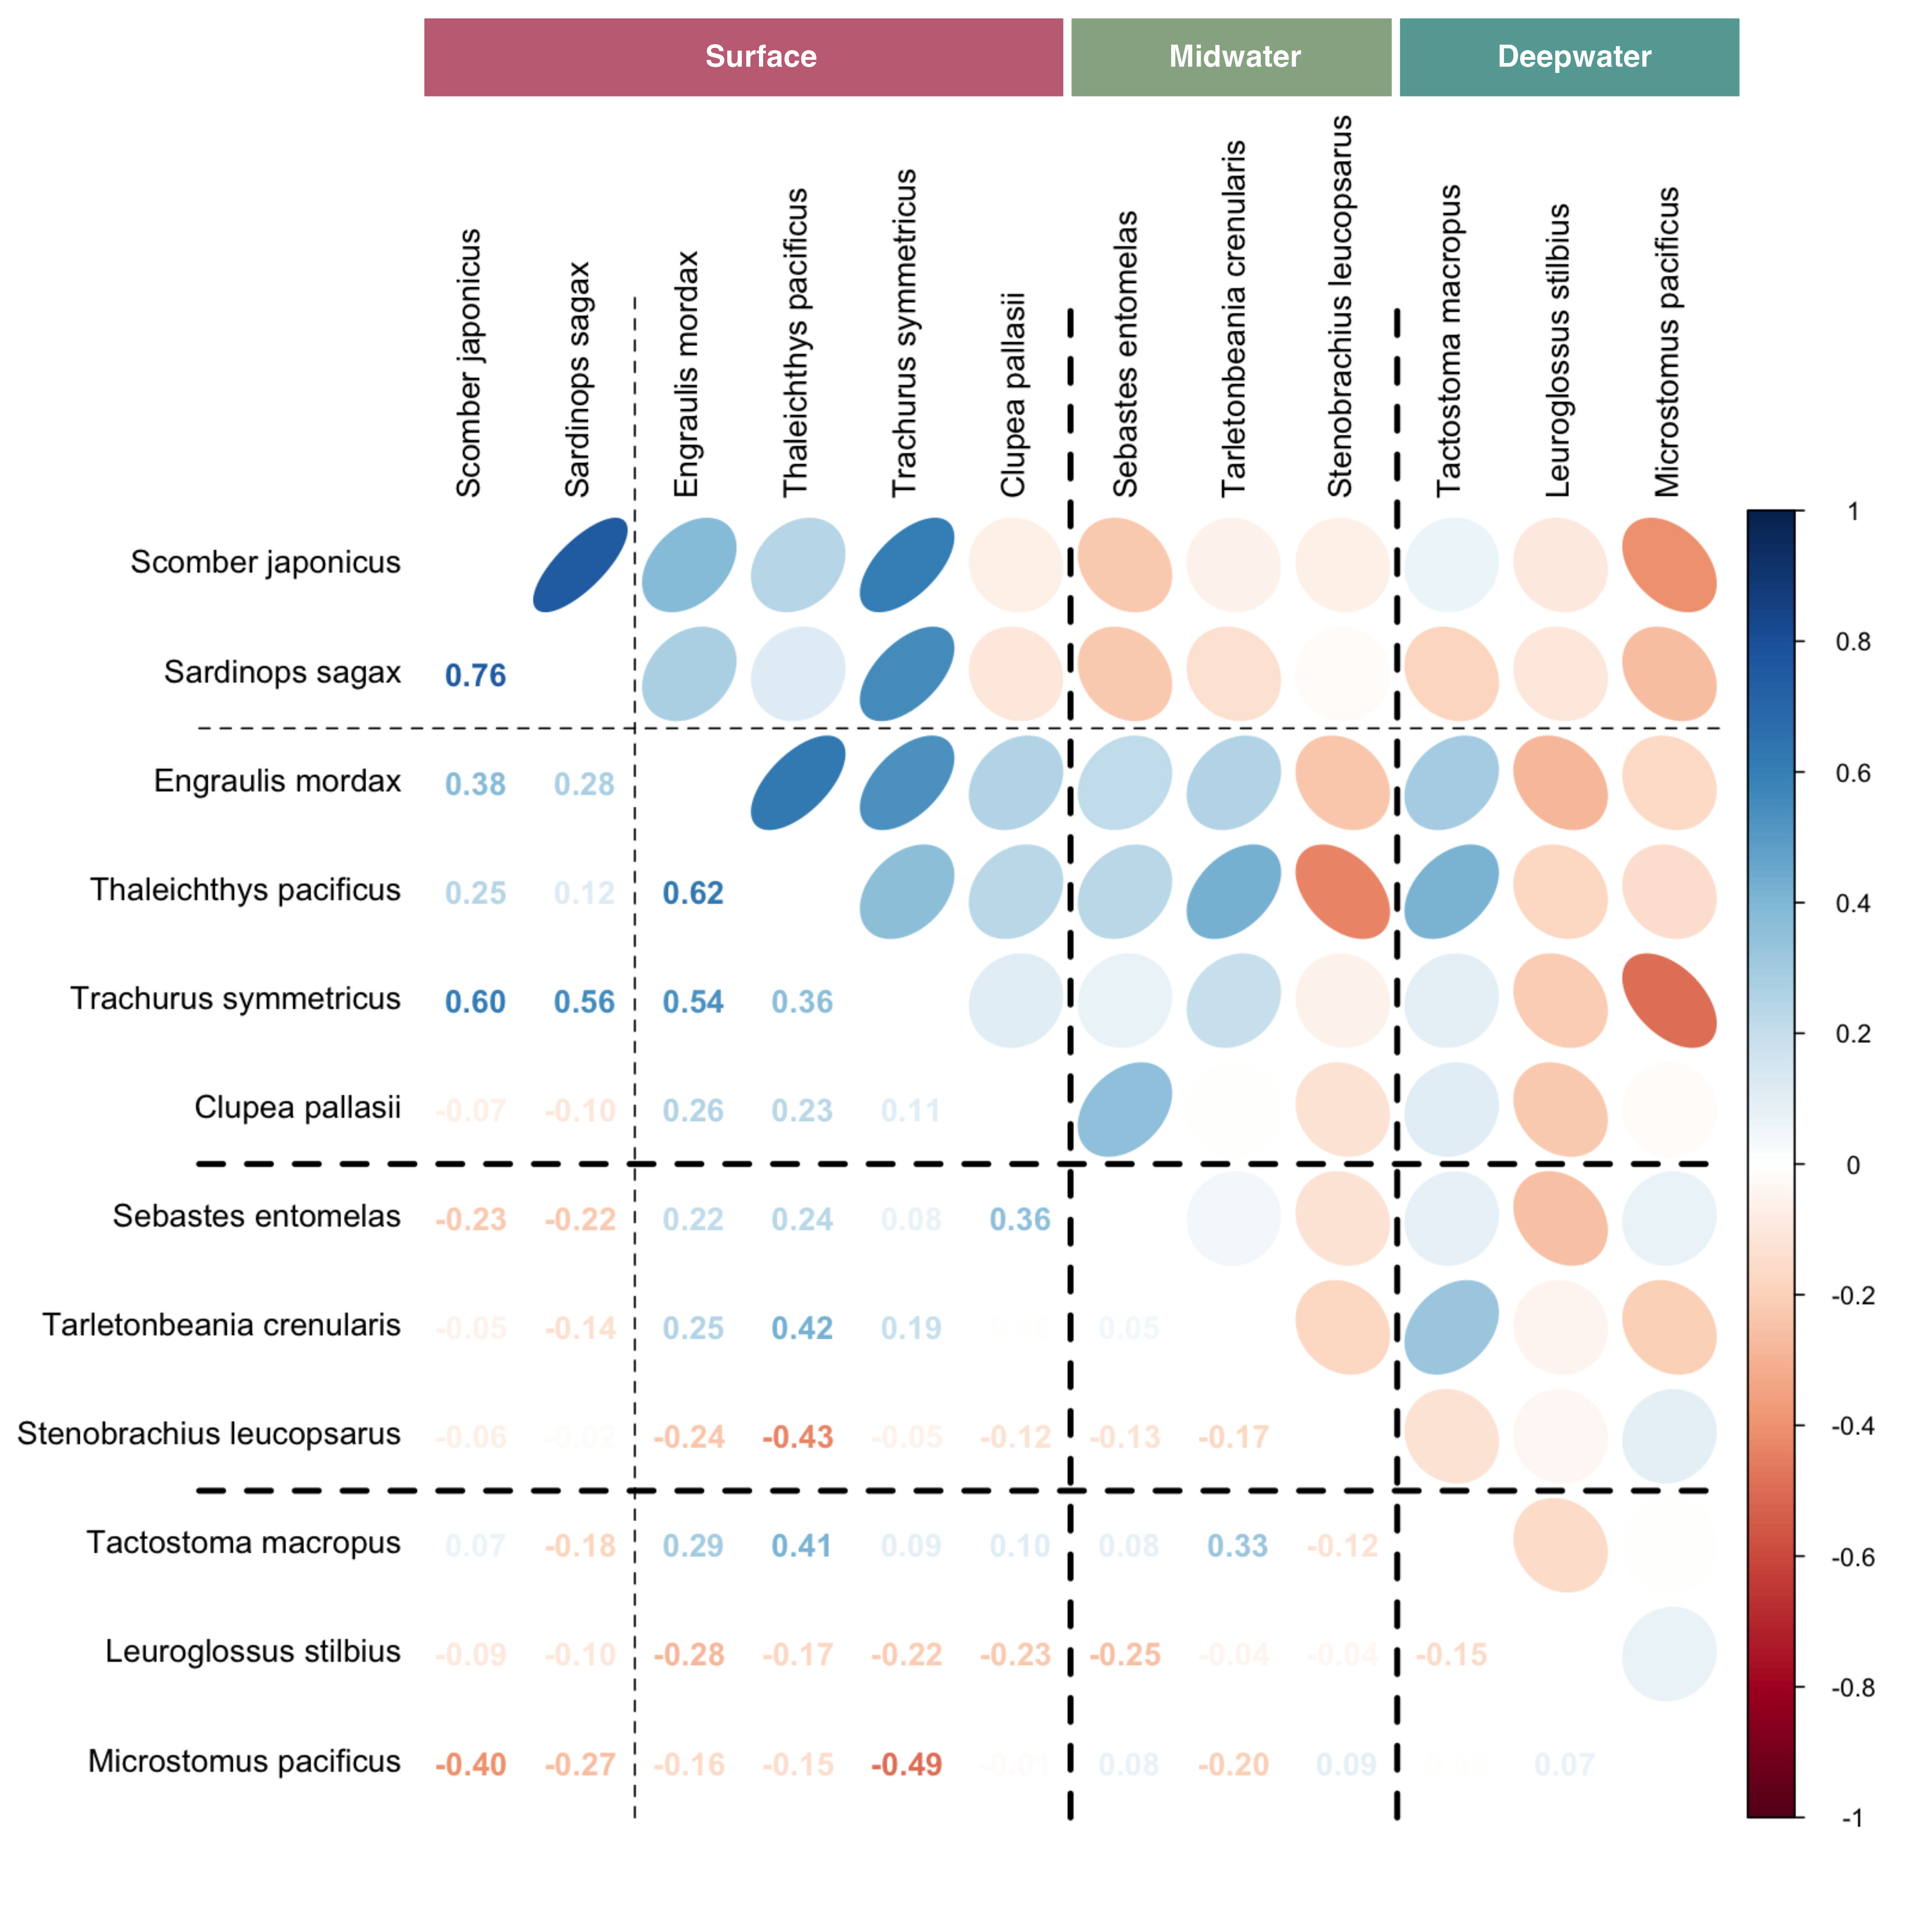 Surface Midwater Deepwater
Scomber japonicus
Sardinops sagax
Engraulis mordax
Thaleichthys pacificus
Trachurus symmetricus
Clupea pallasii
Sebastes entomelas
Tarletonbeania crenularis
Stenobrachius leucopsarus
Tactostoma macropus
Leuroglossus stilbius
Microstomus pacificus
Scomber japonicus
Sardinops sagax 0.76
Engraulis mordax 0.38 0.28
Thaleichthys pacificus 0.25 0.12 0.62
Trachurus symmetricus 0.60 0.56 0.54 0.36
Clupea pallasii -0.07 -0.10 0.26 0.23 0.11
Sebastes entomelas -0.23 -0.22 0.22 0.24 0.08 0.36
Tarletonbeania crenularis -0.05 -0.14 0.25 0.42 0.19 0.05
Stenobrachius leucopsarus -0.06 -0.02 -0.24 -0.43 -0.05 -0.12 -0.13 -0.17
Tactostoma macropus 0.07 -0.18 0.29 0.41 0.09 0.10 0.08 0.33 -0.12
Leuroglossus stilbius -0.09 -0.10 -0.28 -0.17 -0.22 -0.23 -0.25 -0.04 -0.04 -0.15
Microstomus pacificus -0.40 -0.27 -0.16 -0.15 -0.49 -0.01 0.08 -0.20 0.09 0.07
1
0.8
0.6
0.4
0.2
0
-0.2
-0.4
-0.6
-0.8
-1